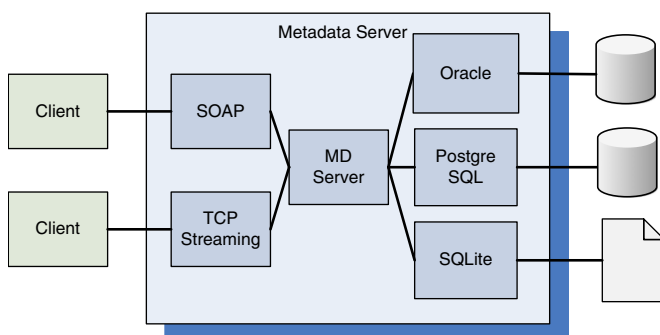 Metadata Server
Client
SOAP
Oracle
MD
Server
Postgre
SQL
Client
TCP
Streaming
SQLite